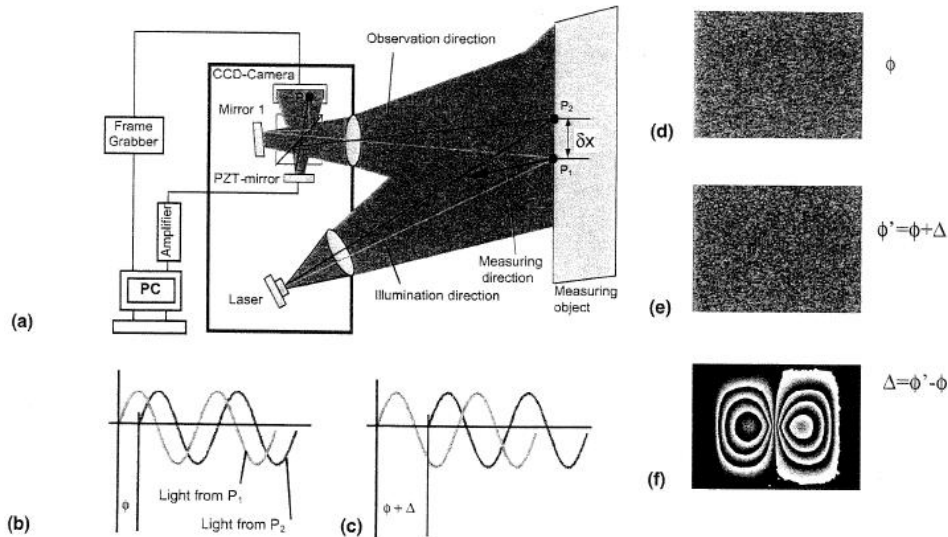 Observation direction
CCD-Camera
Mirror 1
Frame
Grabber
PZT-mirror
Amplifier
PC
Laser
Illumination direction
Measuring
direction
Measuring
object
P₂
δx
P₁
(a)
ϕ
Light from P₁
Light from P₂
(b)
ϕ + Δ
(c)
ϕ
(d)
ϕ'=ϕ+Δ
(e)
Δ=ϕ'-ϕ
(f)